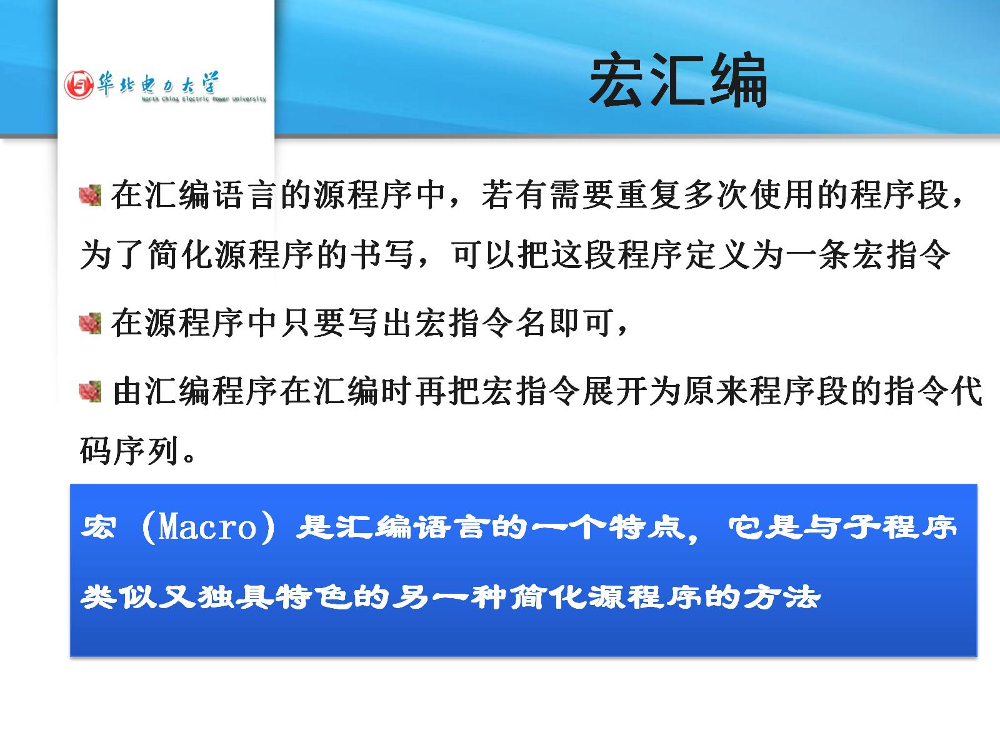 华北电力大学
North China Electric Power University
宏汇编
在汇编语言的源程序中，若有需要重复多次使用的程序段，
为了简化源程序的书写，可以把这段程序定义为一条宏指令
在源程序中只要写出宏指令名即可，
由汇编程序在汇编时再把宏指令展开为原来程序段的指令代
码序列。
宏（Macro）是汇编语言的一个特点，它是与子程序
类似又独具特色的另一种简化源程序的方法